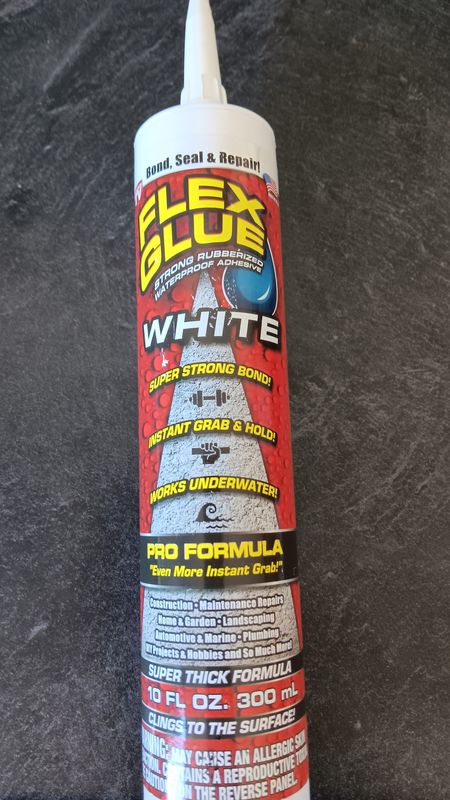 Bond, Seal & Repair!
FLEX
GLUE
STRONG RUBBERIZED
WATERPROOF ADHESIVE
WHITE
SUPER STRONG BOND!
INSTANT GRAB & HOLD!
WORKS UNDERWATER!
PRO FORMULA
"Even More Instant Grab!"
Construction • Maintenance Repairs
Home & Garden • Landscaping
Automotive & Marine • Plumbing
DIY Projects & Hobbies and So Much More!
SUPER THICK FORMULA
10 FL OZ. 300 mL
CLINGS TO THE SURFACE!
MAY CAUSE AN ALLERGIC SKIN
CONTAINS A REPRODUCTIVE
ON THE REVERSE PANEL.